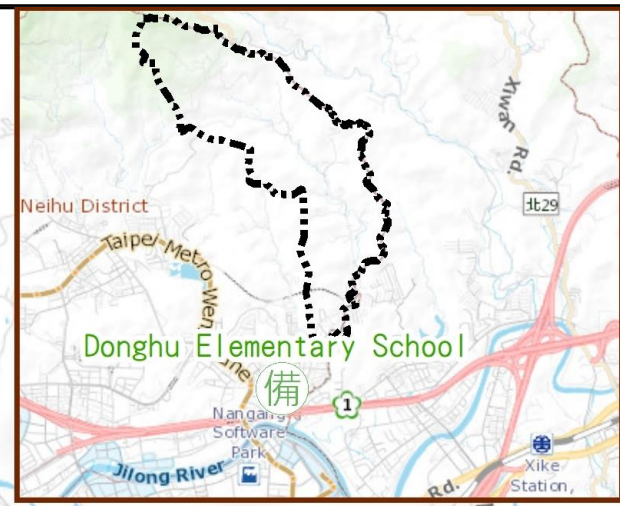 Xiwan Rd.
北29
Neihu District
Taipei Metro Wen
ne
Donghu Elementary School
備
1
Nangang
Software
Park
Jilong River
Xike
Station,
Rd.